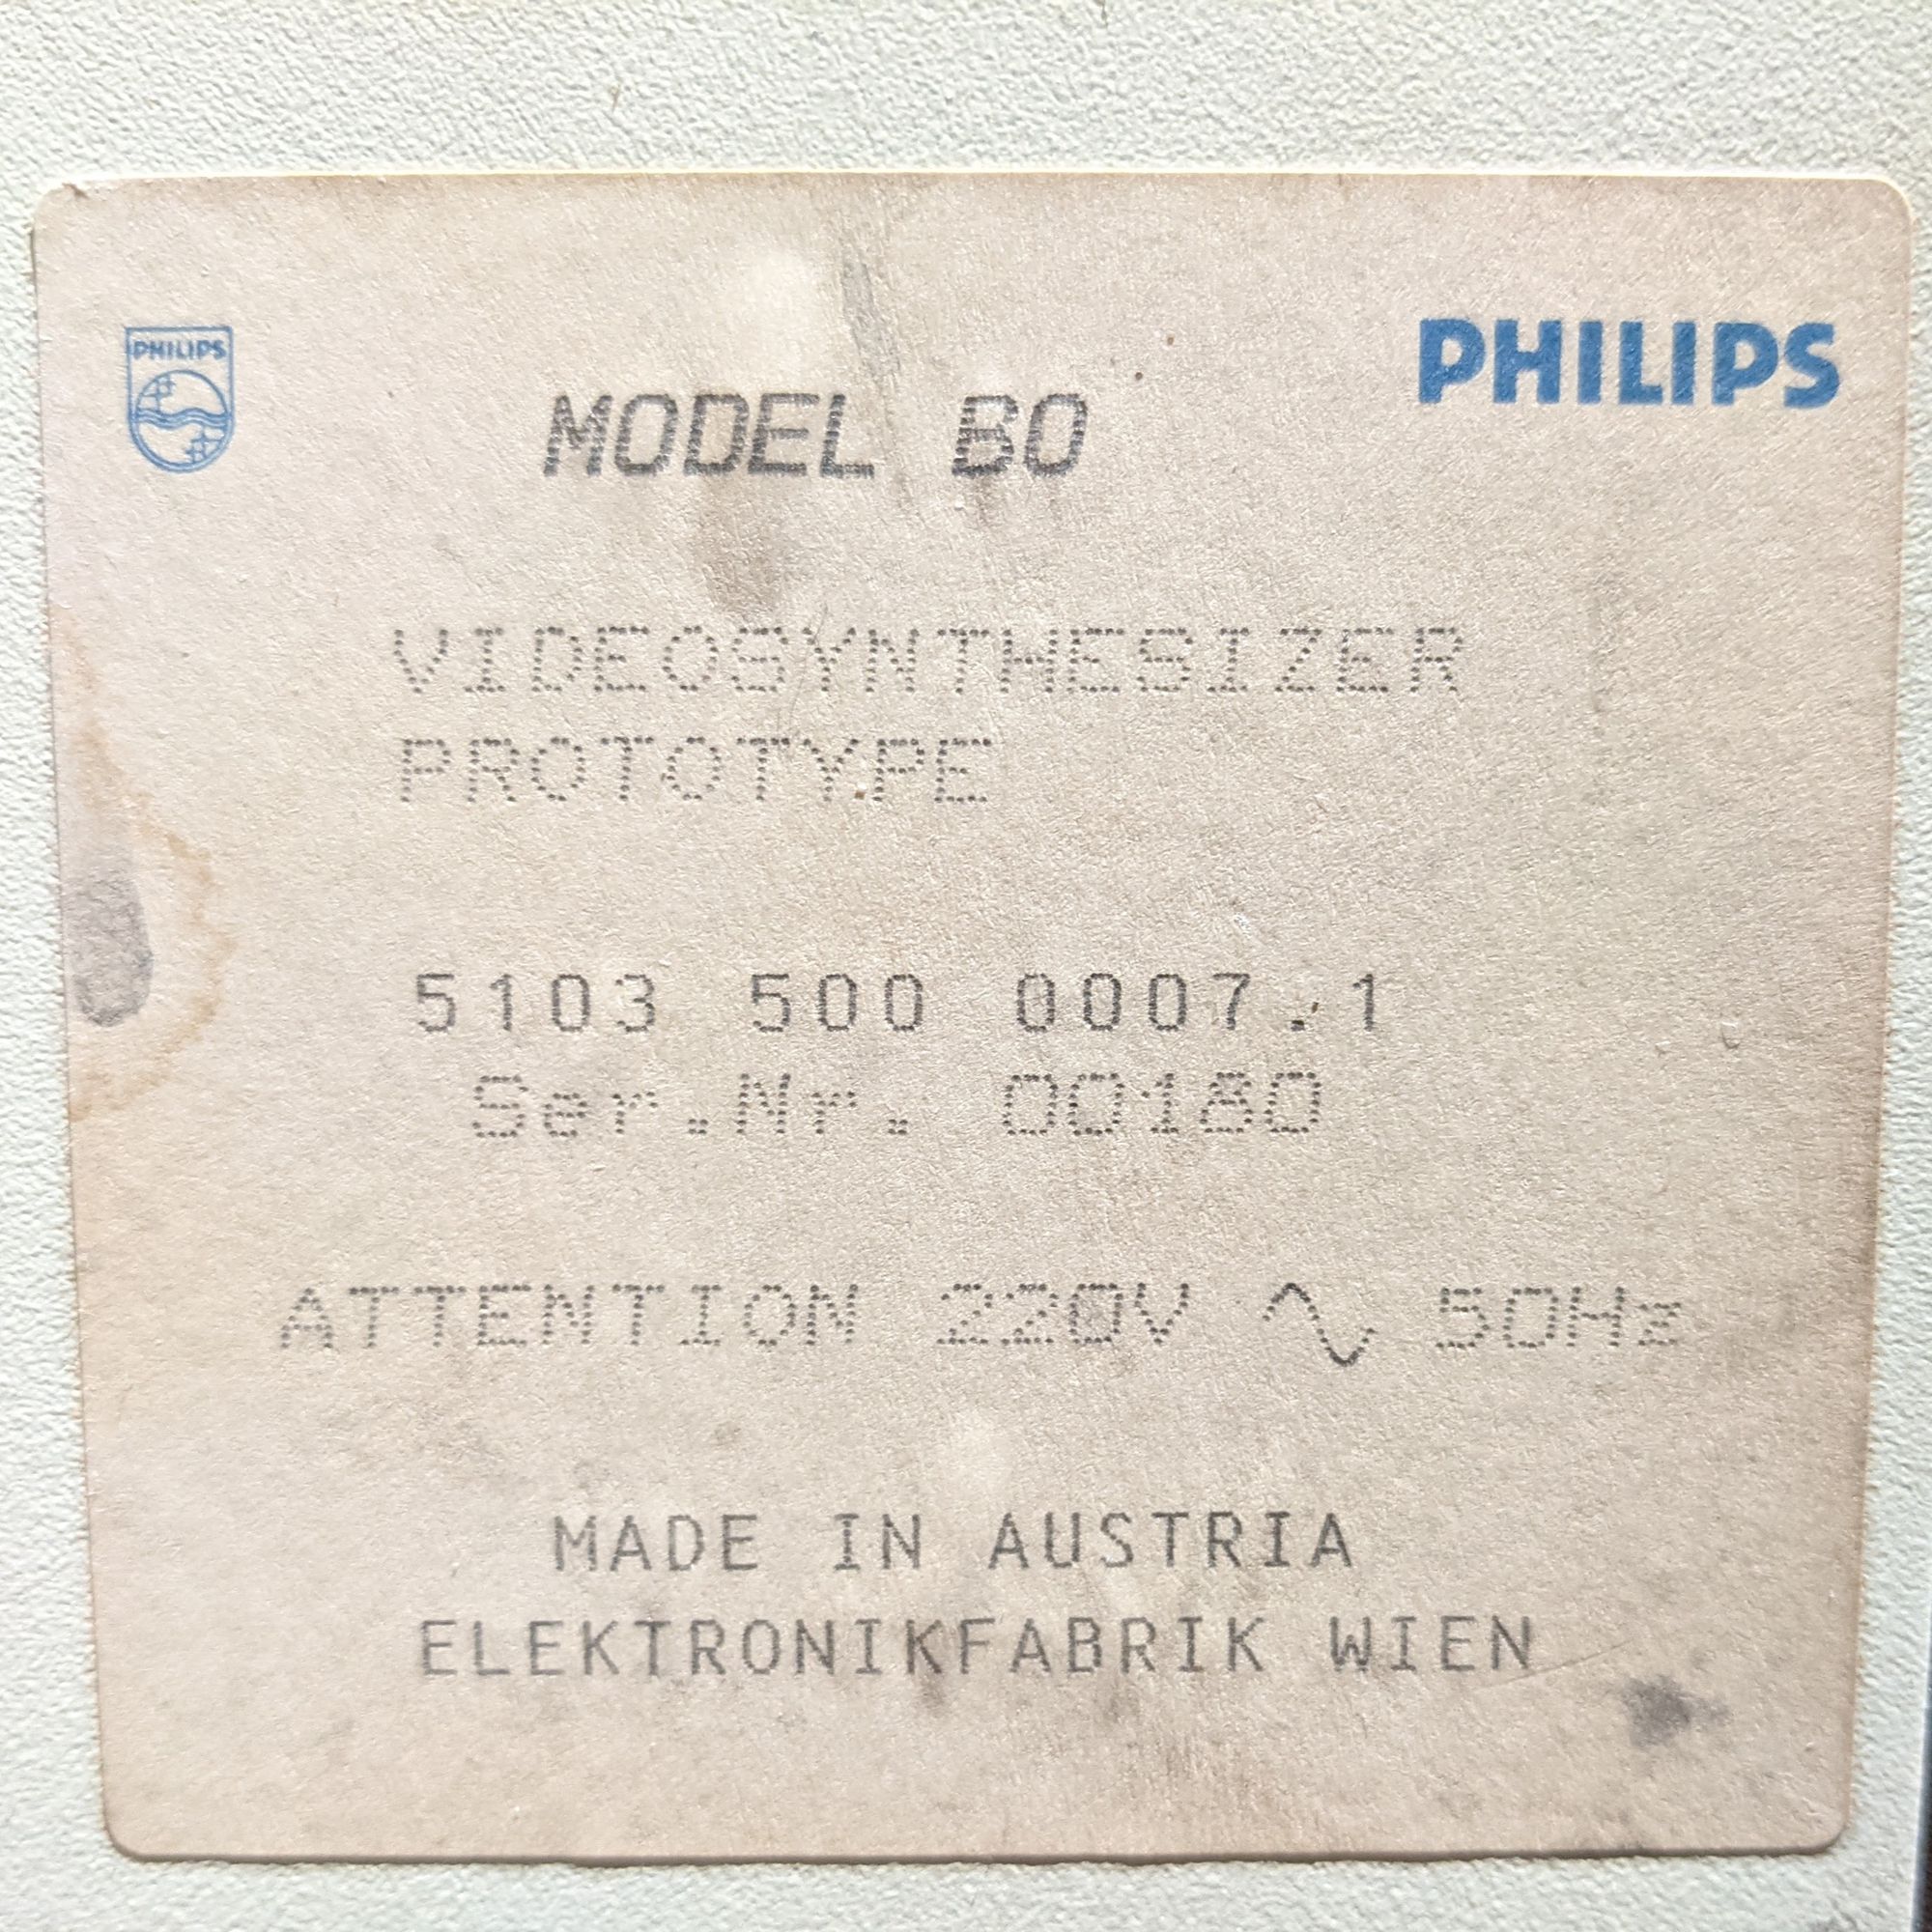 PHILIPS
PHILIPS
MODEL B0
VIDEOSYNTHESIZER
PROTOTYPE
5103 500 0007.1
Ser.Nr. 00180
ATTENTION 220V ∿ 50Hz
MADE IN AUSTRIA
ELEKTRONIKFABRIK WIEN